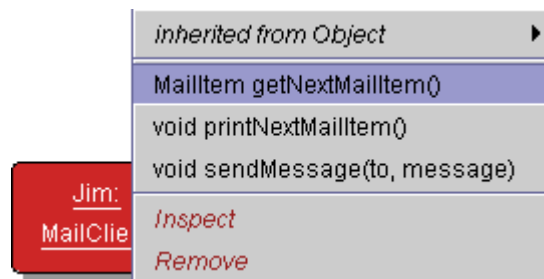 inherited from Object
MailItem getNextMailItem()
void printNextMailItem()
void sendMessage(to, message)
Inspect
Remove
Jim:
MailClie